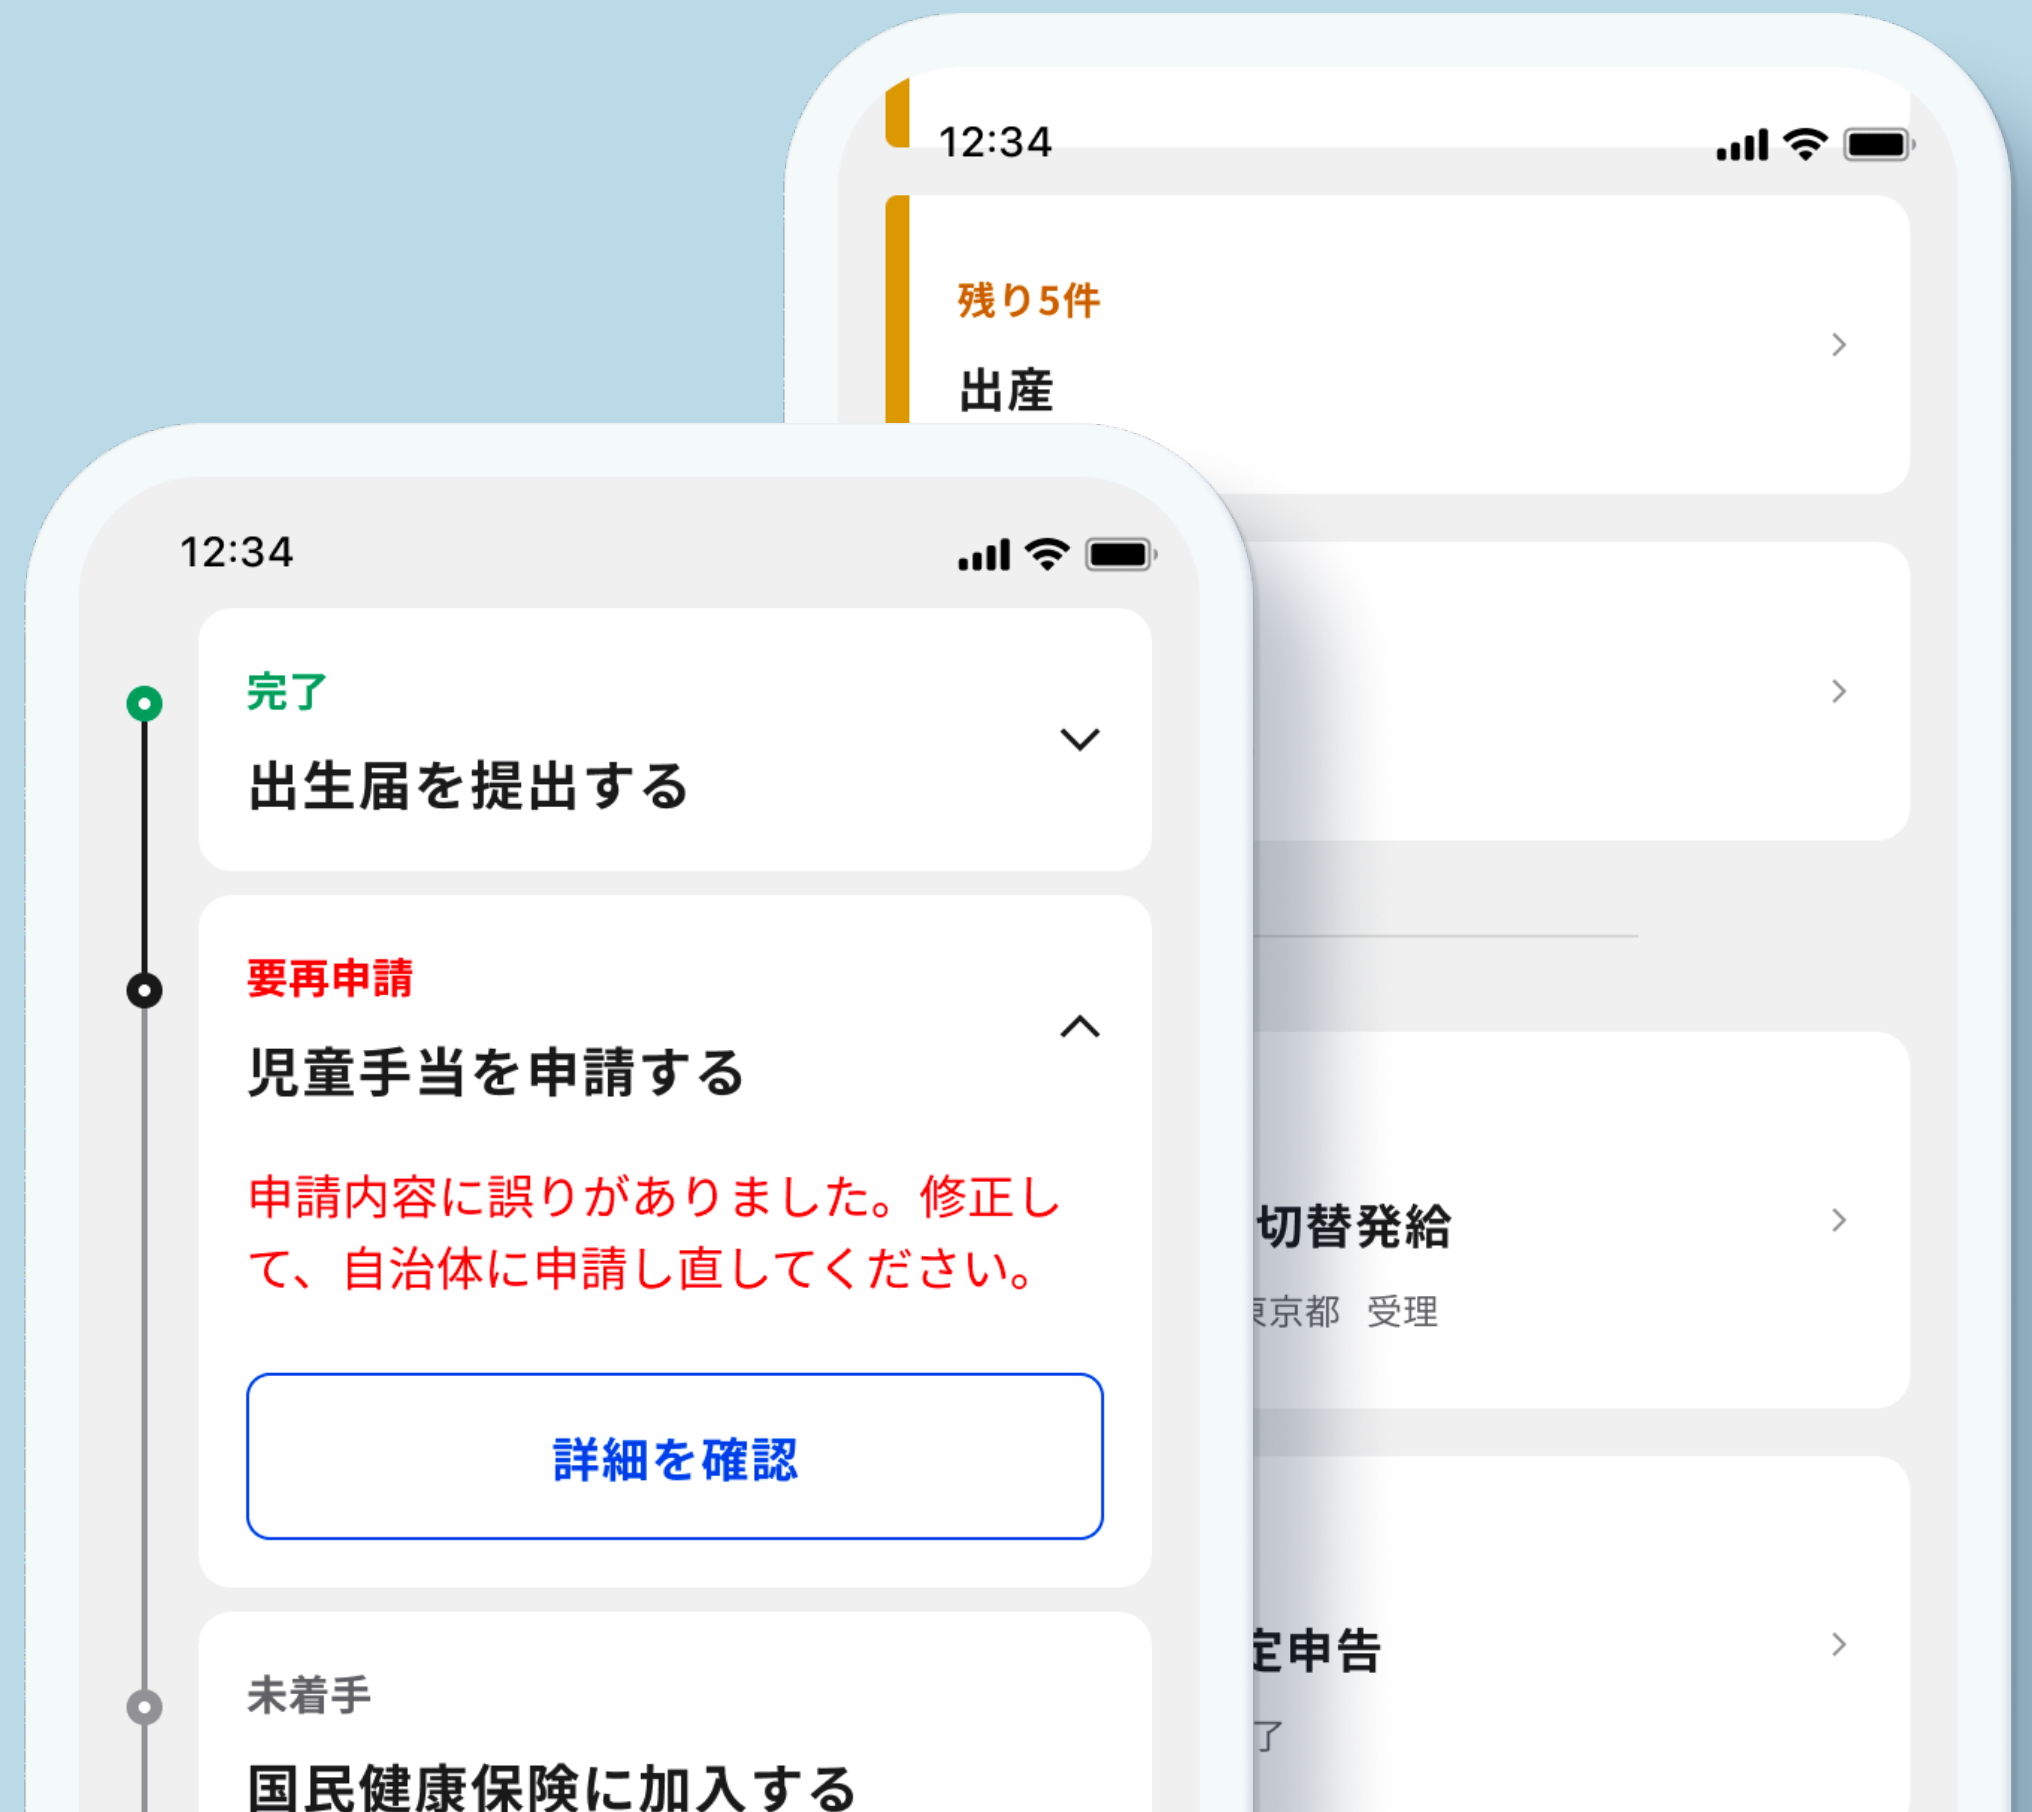 12:34
残り5件
出産
切替発給
京都 受理
定申告
了
12:34
完了
出生届を提出する
要再申請
児童手当を申請する
申請内容に誤りがありました。修正し
て、自治体に申請し直してください。
詳細を確認
未着手
国民健康保険に加入する